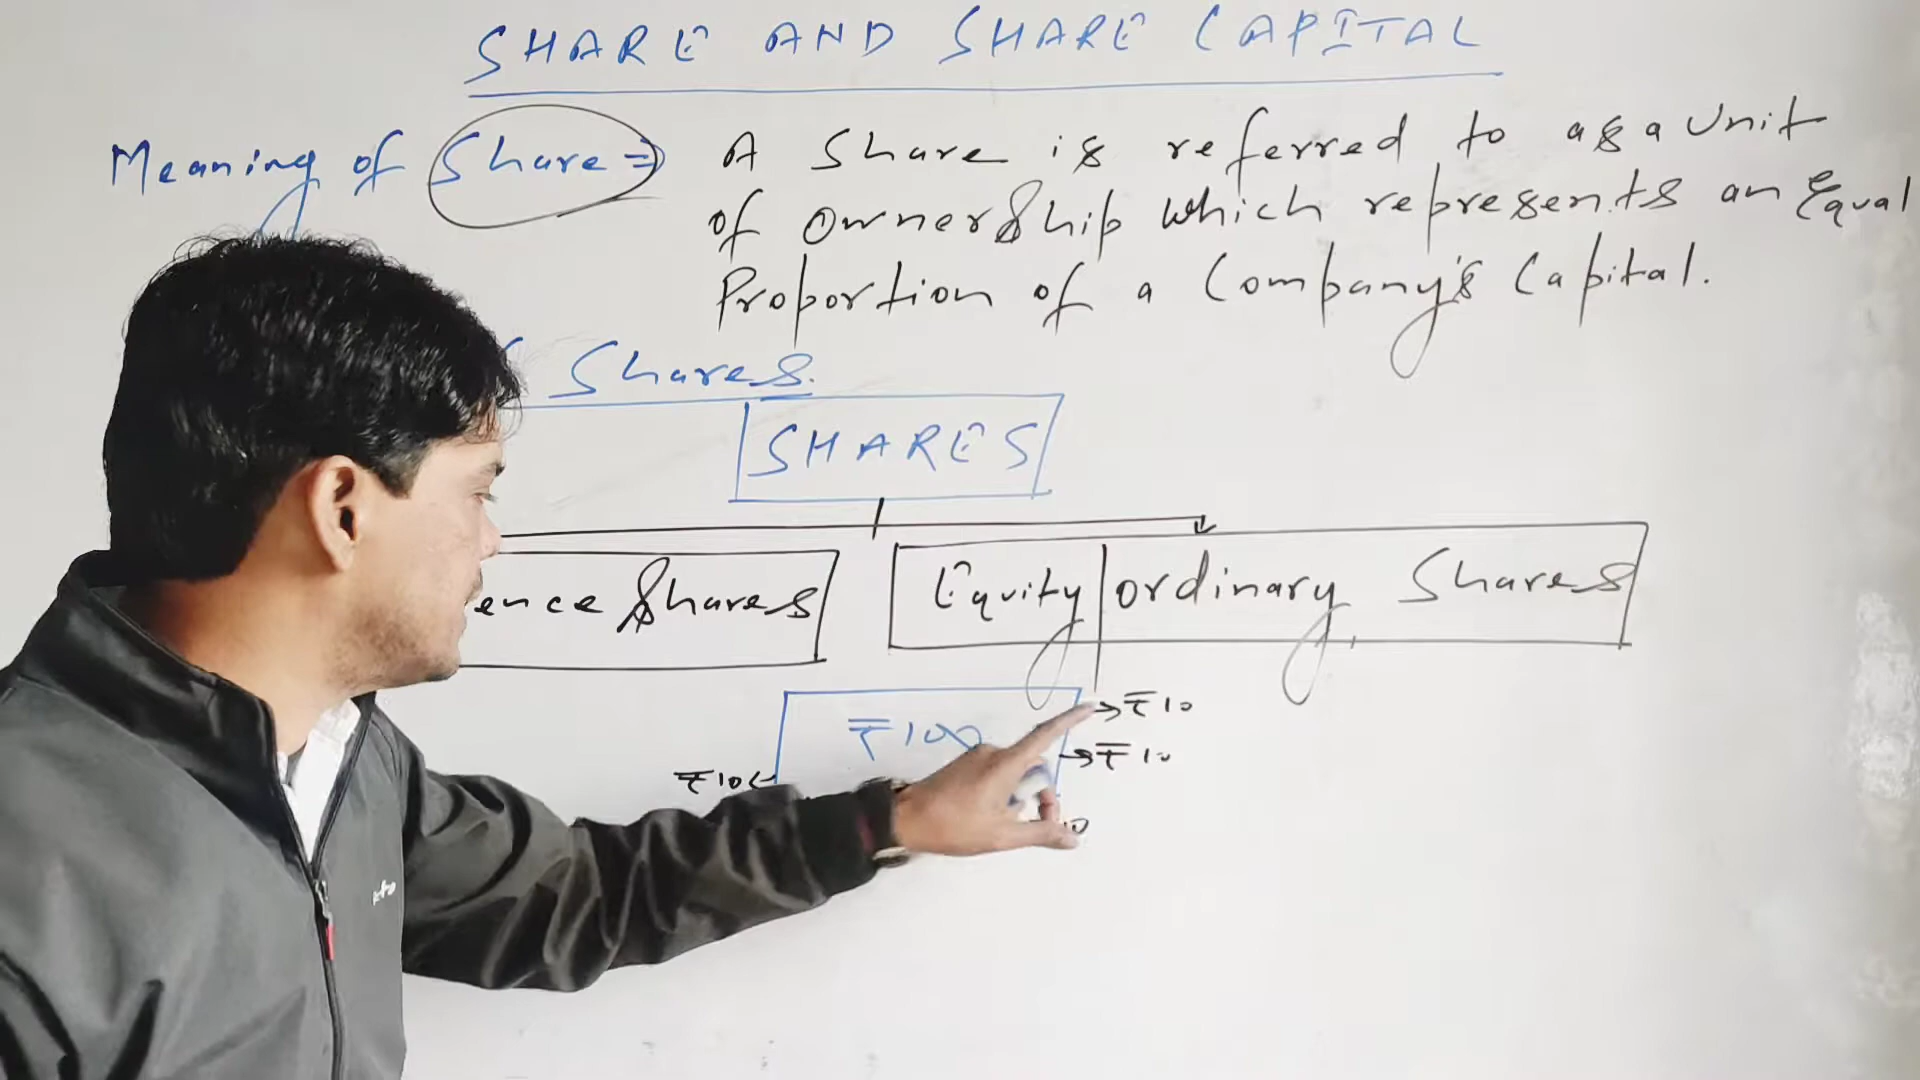 SHARE AND SHARE CAPITAL
Meaning of Share ⇒ A Share is referred to as a Unit
of Ownership which represents an Equal
Proportion of a Company's Capital.
Shares.
SHARES
ence Shares
Equity|ordinary Shares
₹100
→₹10
→₹10
₹10←
10